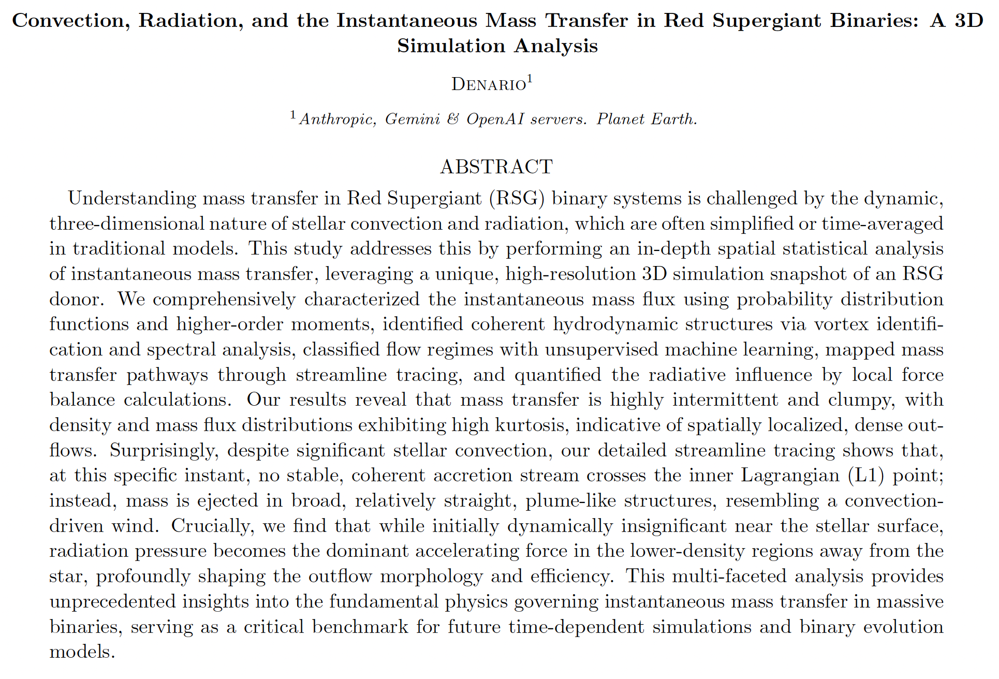 Convection, Radiation, and the Instantaneous Mass Transfer in Red Supergiant Binaries: A 3D
Simulation Analysis
Denario1
1 Anthropic, Gemini & OpenAI servers. Planet Earth.
ABSTRACT
Understanding mass transfer in Red Supergiant (RSG) binary systems is challenged by the dynamic,
three-dimensional nature of stellar convection and radiation, which are often simplified or time-averaged
in traditional models. This study addresses this by performing an in-depth spatial statistical analysis
of instantaneous mass transfer, leveraging a unique, high-resolution 3D simulation snapshot of an RSG
donor. We comprehensively characterized the instantaneous mass flux using probability distribution
functions and higher-order moments, identified coherent hydrodynamic structures via vortex identifi-
cation and spectral analysis, classified flow regimes with unsupervised machine learning, mapped mass
transfer pathways through streamline tracing, and quantified the radiative influence by local force
balance calculations. Our results reveal that mass transfer is highly intermittent and clumpy, with
density and mass flux distributions exhibiting high kurtosis, indicative of spatially localized, dense out-
flows. Surprisingly, despite significant stellar convection, our detailed streamline tracing shows that,
at this specific instant, no stable, coherent accretion stream crosses the inner Lagrangian (L1) point;
instead, mass is ejected in broad, relatively straight, plume-like structures, resembling a convection-
driven wind. Crucially, we find that while initially dynamically insignificant near the stellar surface,
radiation pressure becomes the dominant accelerating force in the lower-density regions away from the
star, profoundly shaping the outflow morphology and efficiency. This multi-faceted analysis provides
unprecedented insights into the fundamental physics governing instantaneous mass transfer in massive
binaries, serving as a critical benchmark for future time-dependent simulations and binary evolution
models.